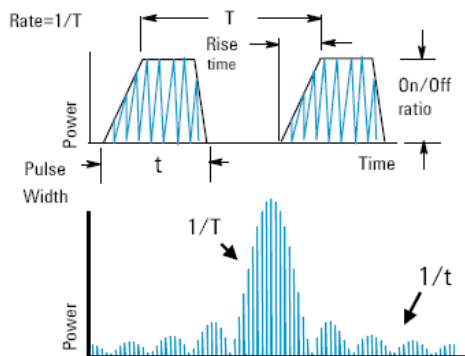 Rate=1/T
T
Rise
time
On/Off
ratio
Power
Time
Pulse
Width
t
1/T
1/t
Power